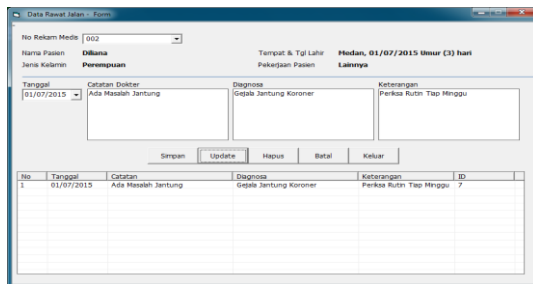 Data Rawat Jalan - Form
No Rekam Medis 002
Nama Pasien Diliana Tempat & Tgl Lahir Medan, 01/07/2015 Umur (3) hari
Jenis Kelamin Perempuan Pekerjaan Pasien Lainnya
Tanggal Catatan Dokter Diagnosa Keterangan
01/07/2015 Ada Masalah Jantung Gejala Jantung Koroner Periksa Rutin Tiap Minggu
Simpan Update Hapus Batal Keluar
No Tanggal Catatan Diagnosa Keterangan ID
1 01/07/2015 Ada Masalah Jantung Gejala Jantung Koroner Periksa Rutin Tiap Minggu 7